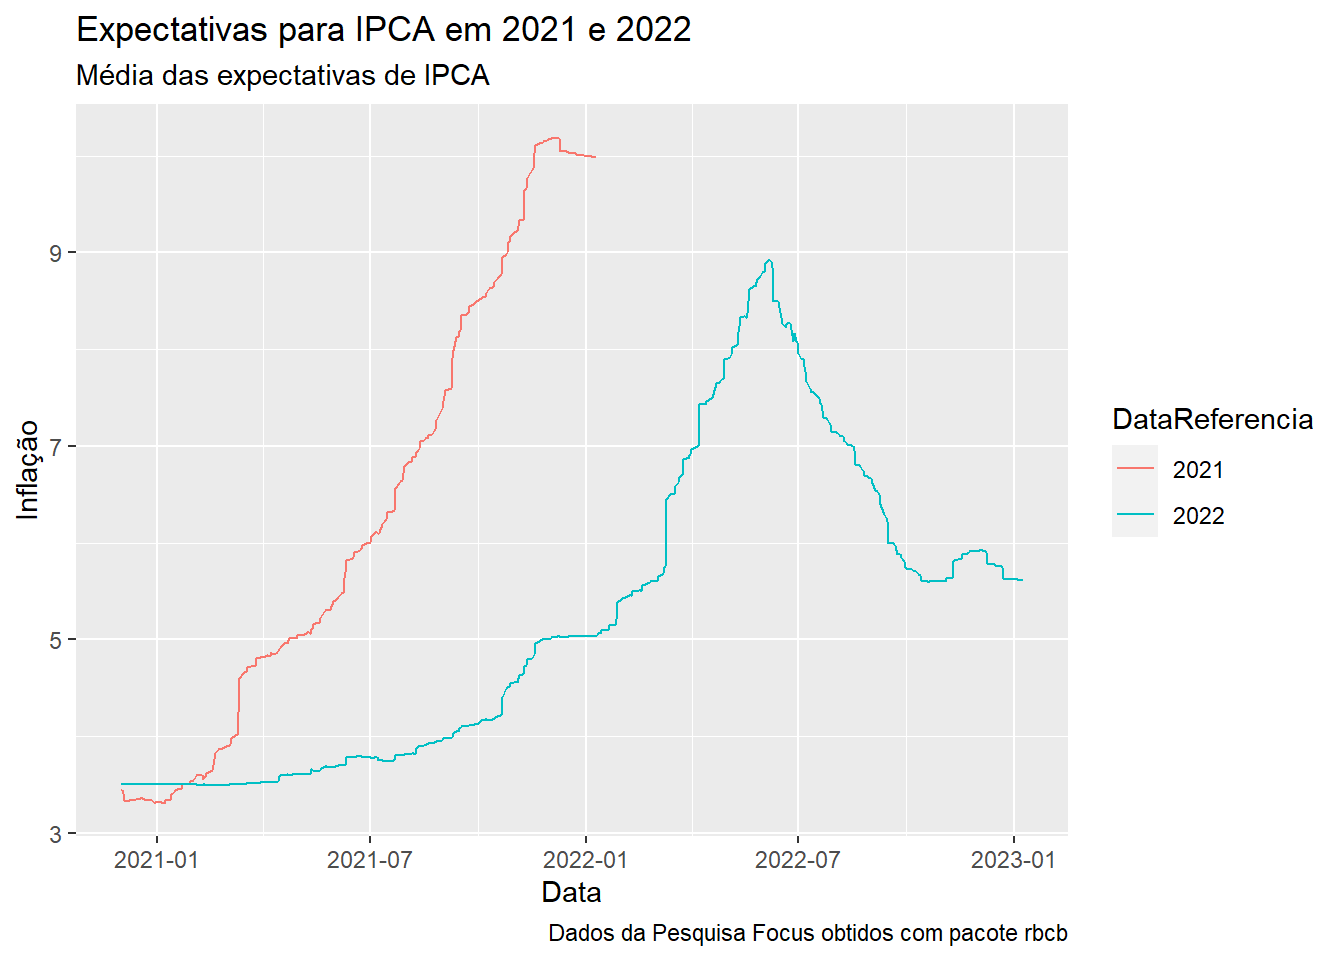 Expectativas para IPCA em 2021 e 2022
Média das expectativas de IPCA
Inflação
9
7
5
3
2021-01 2021-07 2022-01 2022-07 2023-01
Data
DataReferencia
2021
2022
Dados da Pesquisa Focus obtidos com pacote rbcb